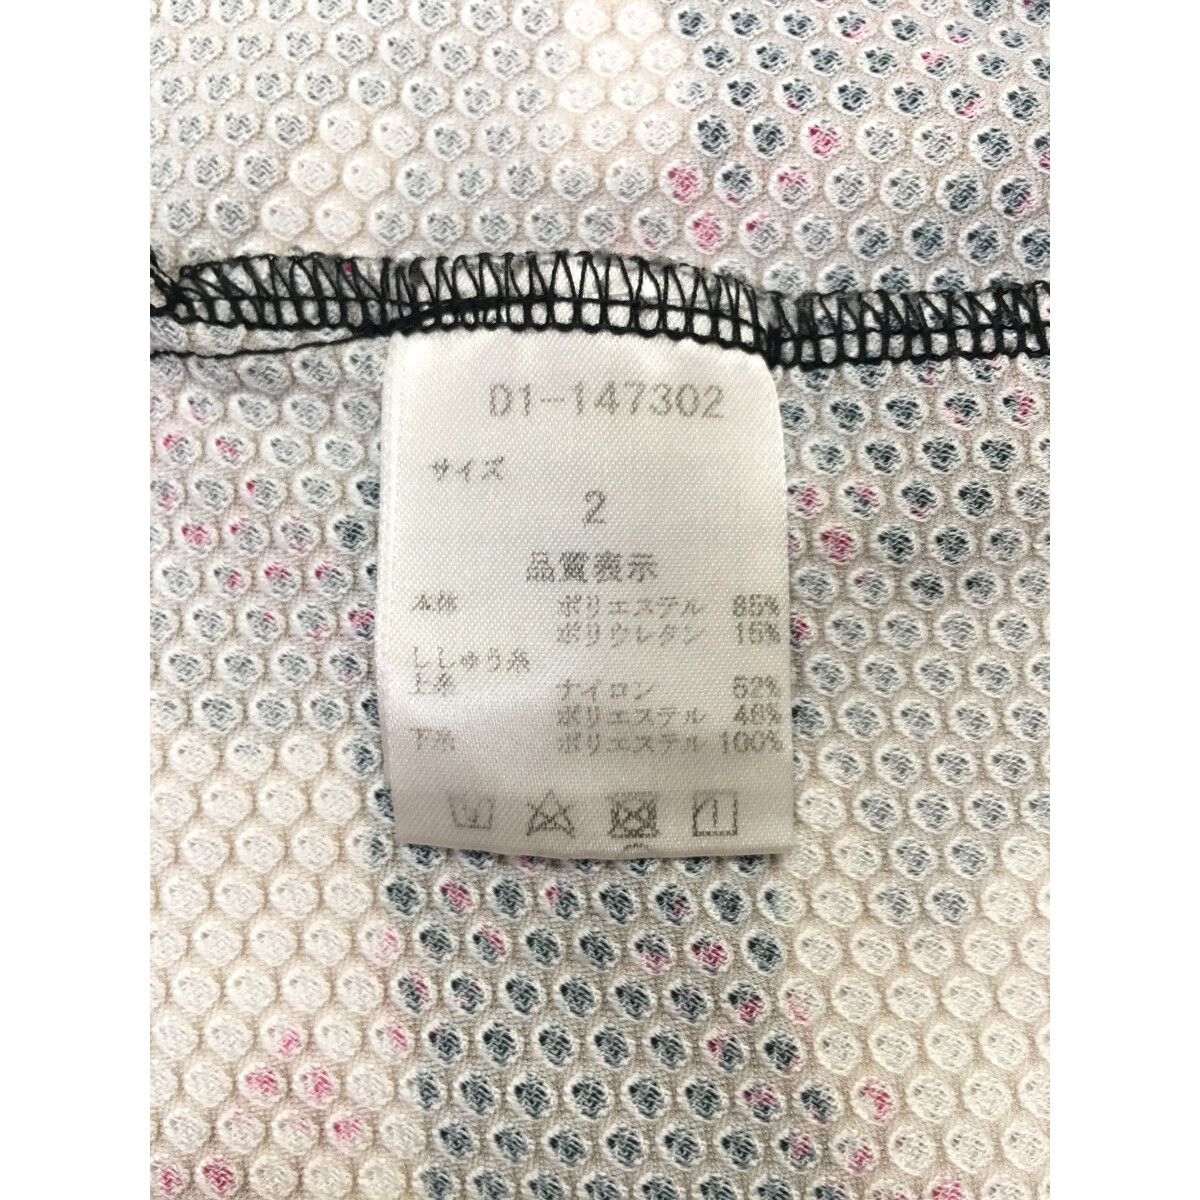 D1-147302
サイズ
2
品質表示
本体 ポリエステル 85%
ポリウレタン 15%
ししゅう糸
上糸 ナイロン 52%
ポリエステル 48%
下糸 ポリエステル 100%